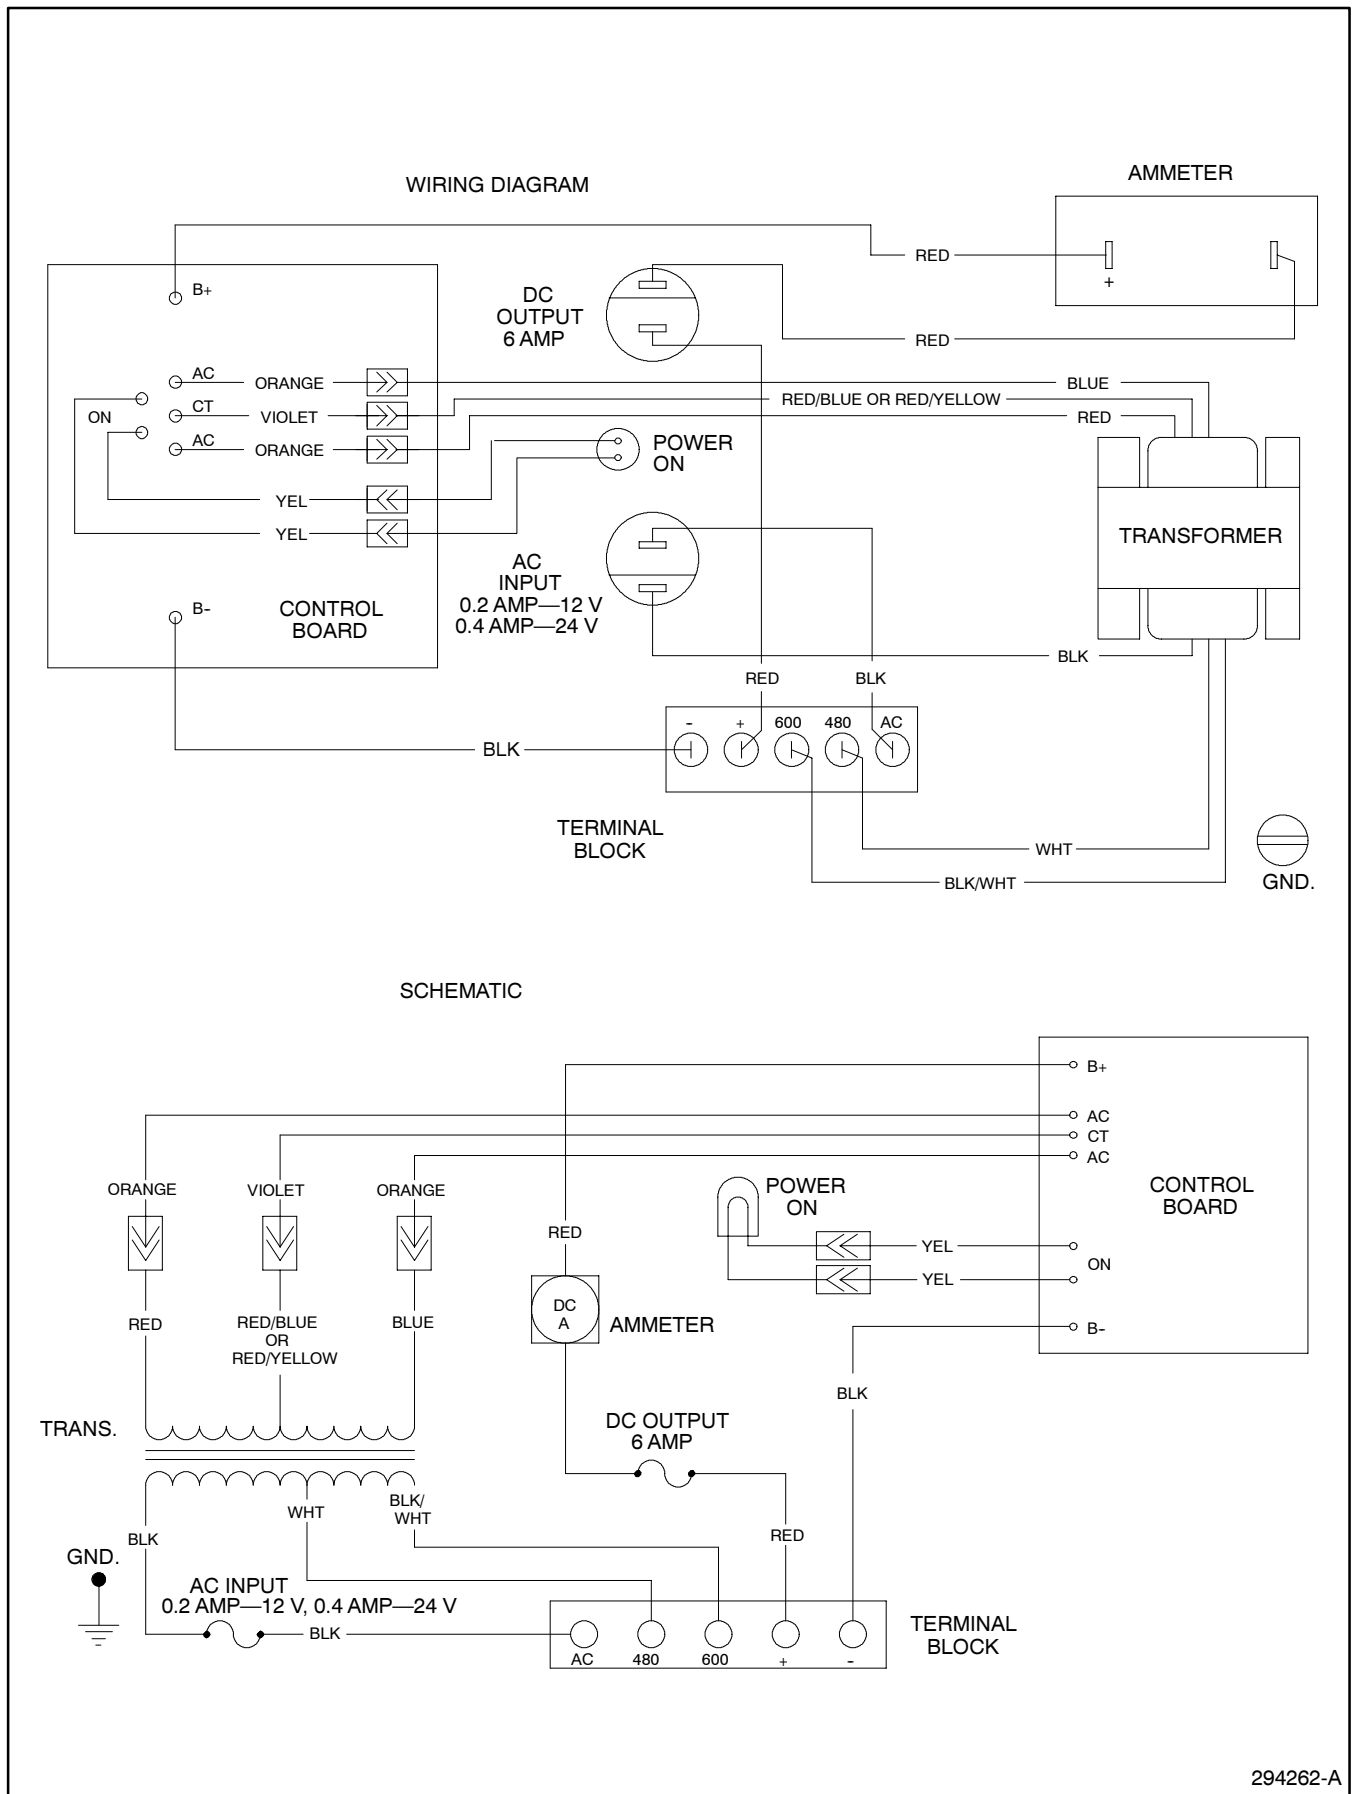 WIRING DIAGRAM
AMMETER
RED
+
B+
DC
OUTPUT
6 AMP
RED
AC
ORANGE
BLUE
CT
VIOLET
RED/BLUE OR RED/YELLOW
ON
AC
ORANGE
RED
POWER
ON
YEL
YEL
TRANSFORMER
AC
INPUT
0.2 AMP—12 V
0.4 AMP—24 V
B-
CONTROL
BOARD
BLK
RED
BLK
- + 600 480 AC
BLK
TERMINAL
BLOCK
WHT
BLK/WHT
GND.
SCHEMATIC
B+
AC
CT
AC
ORANGE
VIOLET
ORANGE
POWER
ON
CONTROL
BOARD
RED
YEL
ON
YEL
DC
A
AMMETER
RED
RED/BLUE
OR
RED/YELLOW
BLUE
B-
BLK
TRANS.
DC OUTPUT
6 AMP
WHT
BLK/
WHT
BLK
RED
GND.
AC INPUT
0.2 AMP—12 V, 0.4 AMP—24 V
BLK
TERMINAL
BLOCK
AC 480 600 + -
294262-A